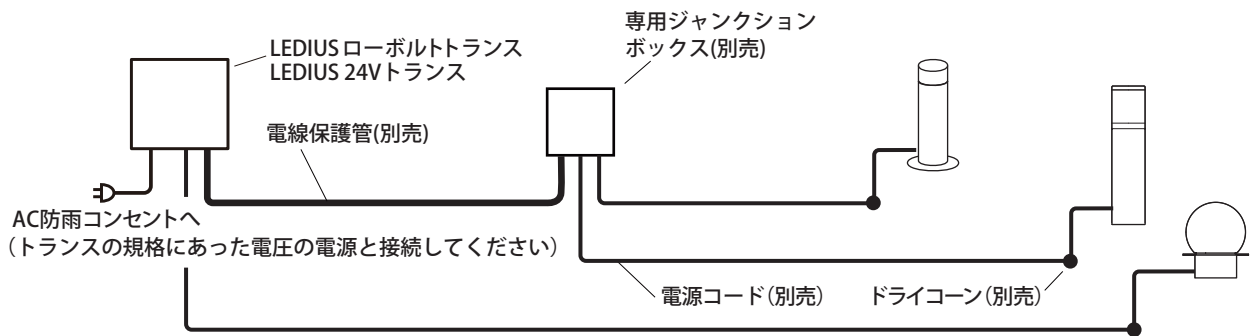 LEDIUS ローボルトトランス
LEDIUS 24Vトランス
専用ジャンクション
ボックス(別売)
電線保護管(別売)
AC防雨コンセントへ
（トランスの規格にあった電圧の電源と接続してください）
電源コード（別売）
ドライコーン（別売）